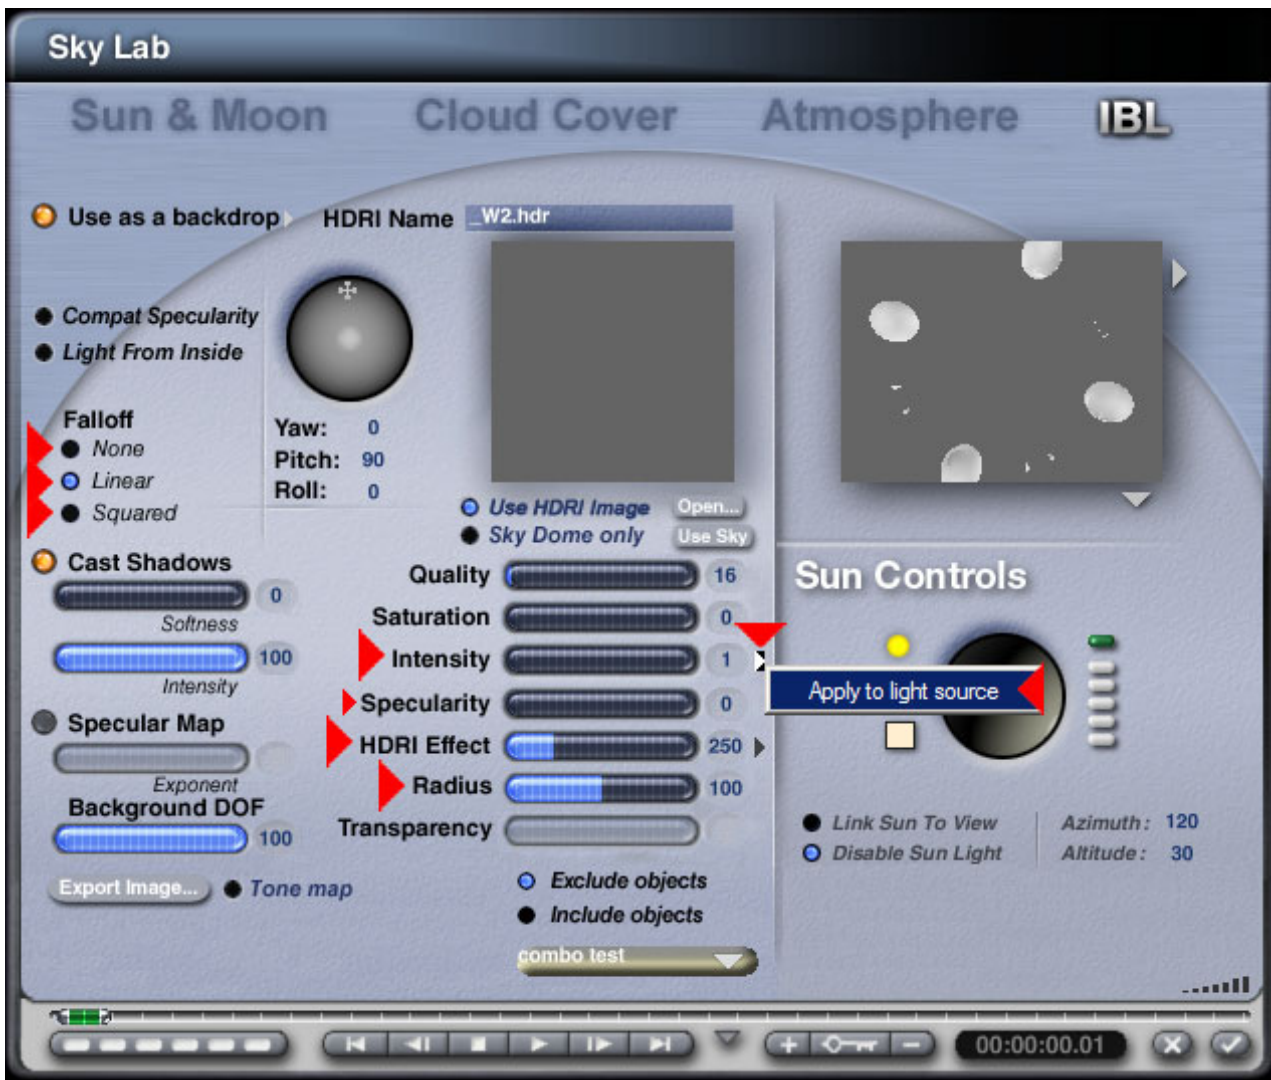 Sky Lab
Sun & Moon Cloud Cover Atmosphere IBL
Use as a backdrop HDRI Name _W2.hdr
Compat Specularity
Light From Inside
Falloff
None
Linear
Squared
Yaw: 0
Pitch: 90
Roll: 0
Use HDRI Image Open...
Sky Dome only Use Sky
Cast Shadows
0
Softness
100
Intensity
Specular Map
Exponent
Background DOF
100
Export Image... Tone map
Quality 16
Saturation 0
Intensity 1
Specularity 0
HDRI Effect 250
Radius 100
Transparency
Exclude objects
Include objects
combo test
Sun Controls
Apply to light source
Link Sun To View Azimuth: 120
Disable Sun Light Altitude: 30
00:00:00.01